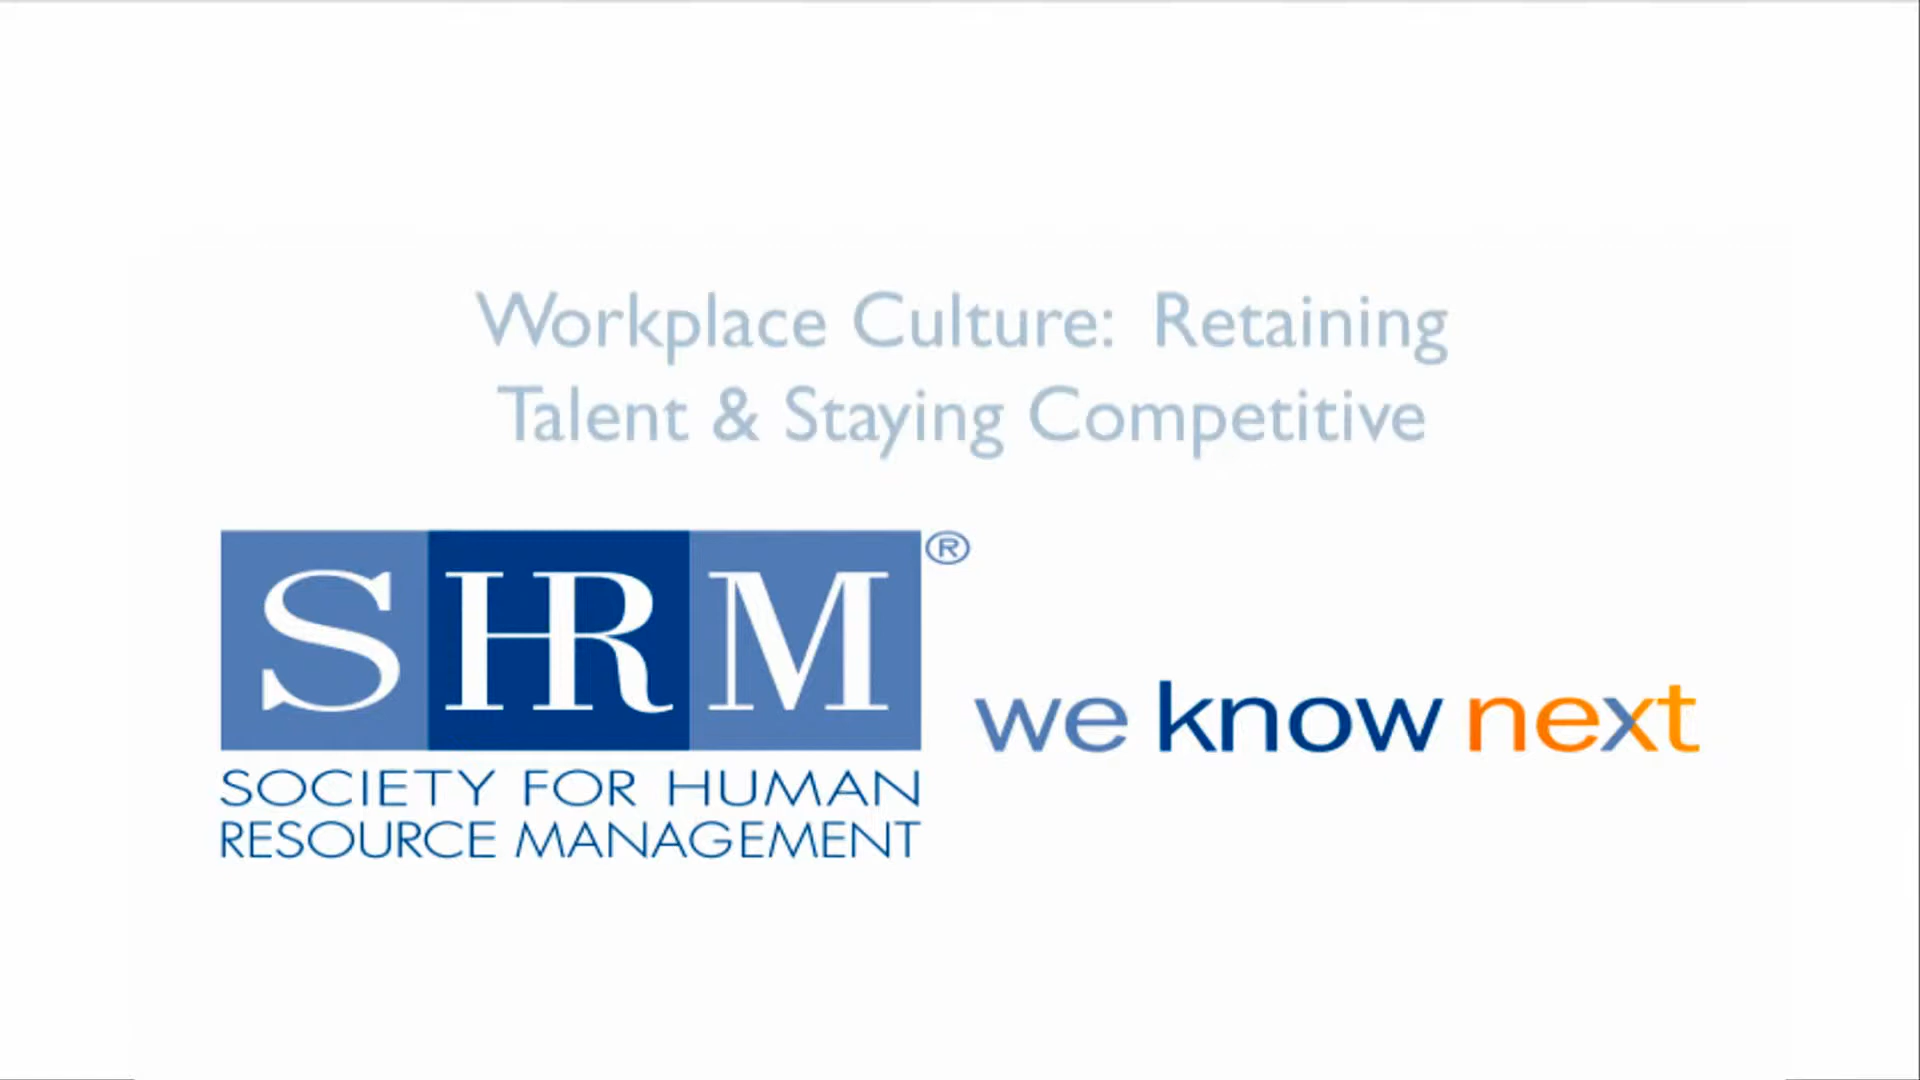 Workplace Culture: Retaining
Talent & Staying Competitive
SHRM®
SOCIETY FOR HUMAN
RESOURCE MANAGEMENT
we know next